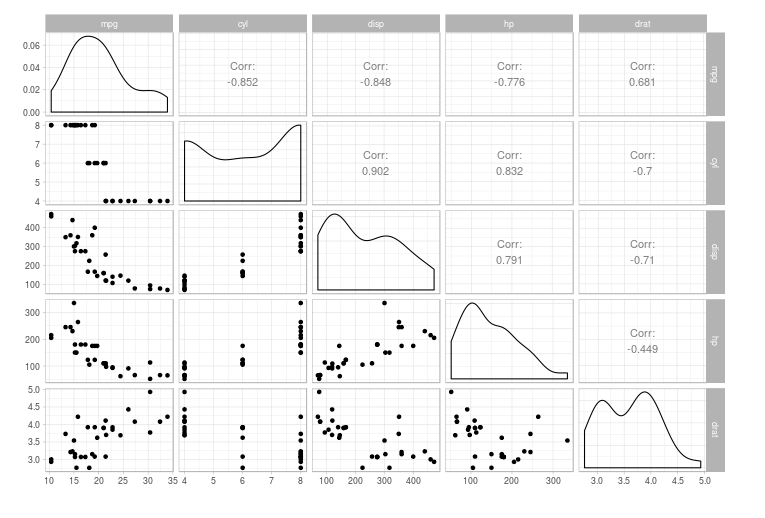 mpg cyl disp hp drat
0.06
0.04
0.02
0.00
Corr: Corr: Corr: Corr:
-0.852 -0.848 -0.776 0.681
mpg
8
7
6
5
4
Corr: Corr: Corr:
0.902 0.832 -0.7
cyl
400
300
200
100
Corr: Corr:
0.791 -0.71
disp
300
200
100
Corr:
-0.449
hp
5.0
4.5
4.0
3.5
3.0
drat
10 15 20 25 30 35 4 5 6 7 8 100 200 300 400 100 200 300 3.0 3.5 4.0 4.5 5.0